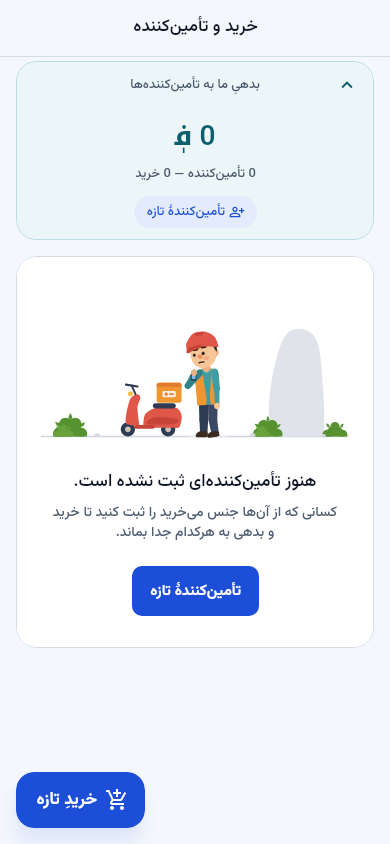 خرید و تأمین‌کننده
بدهیِ ما به تأمین‌کننده‌ها
0 ؋
0 تأمین‌کننده — 0 خرید
تأمین‌کنندهٔ تازه
هنوز تأمین‌کننده‌ای ثبت نشده است.
کسانی که از آن‌ها جنس می‌خرید را ثبت کنید تا خرید
و بدهی به هرکدام جدا بماند.
تأمین‌کنندهٔ تازه
خریدِ تازه